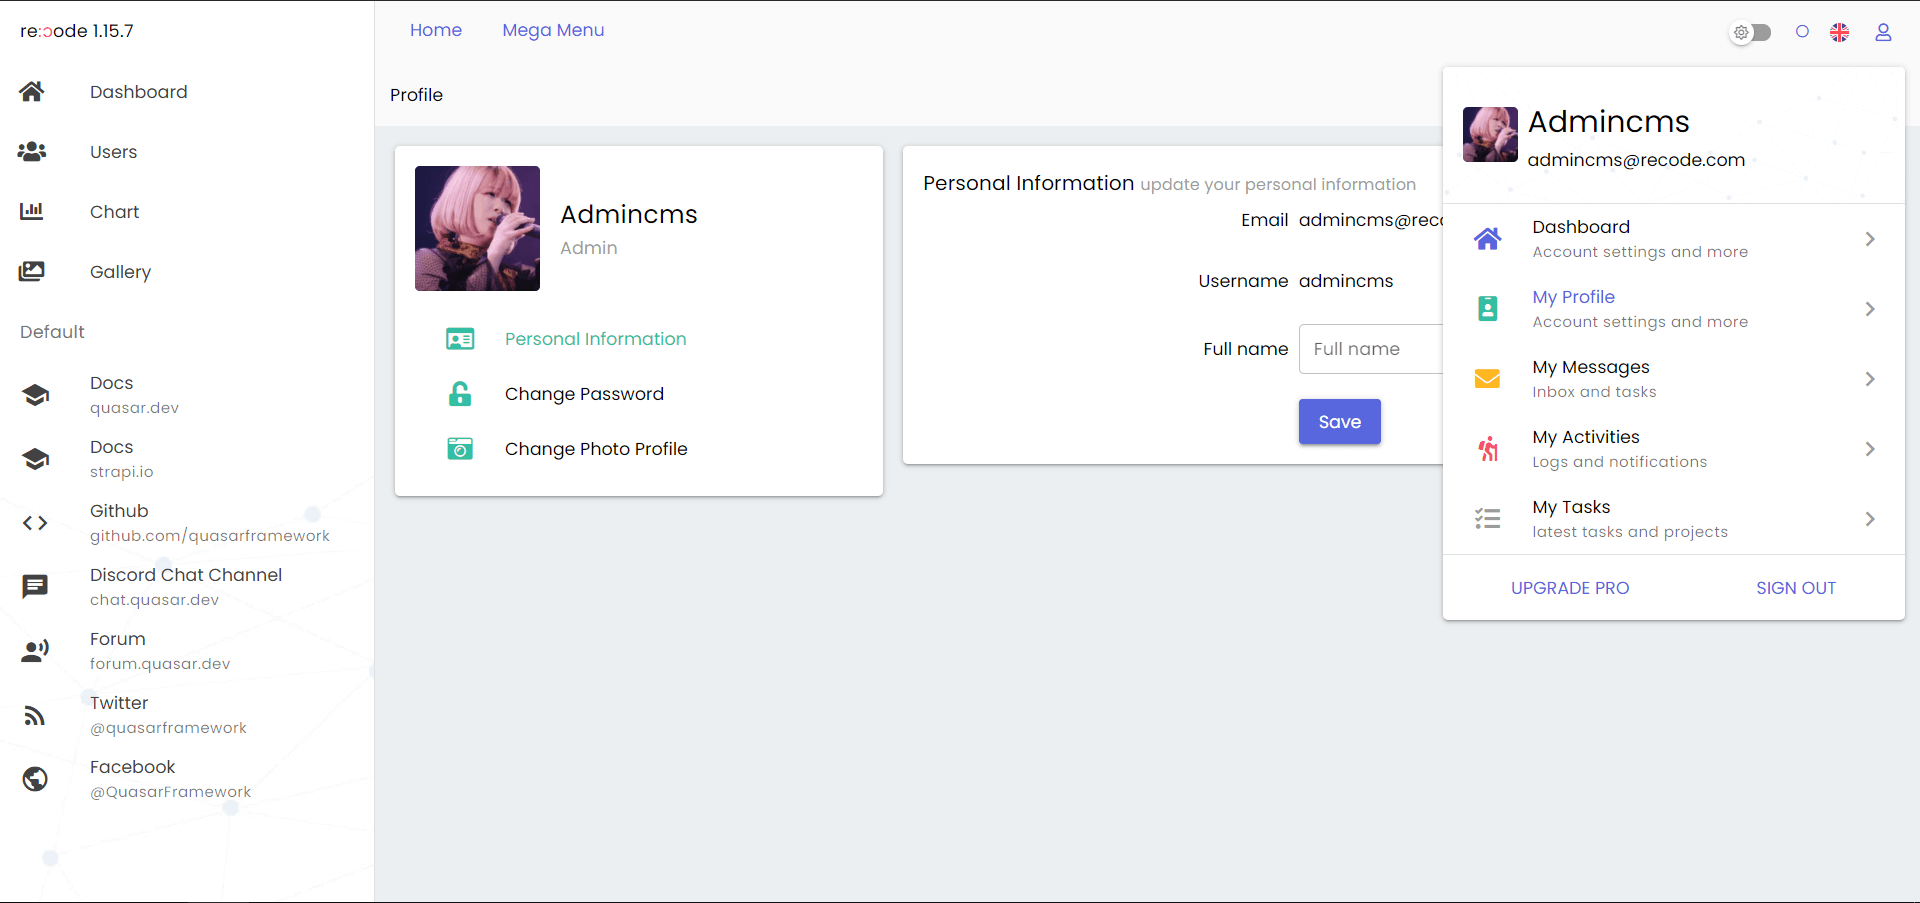 re:ɔode 1.15.7
Dashboard
Users
Chart
Gallery
Default
Docs
quasar.dev
Docs
strapi.io
Github
github.com/quasarframework
Discord Chat Channel
chat.quasar.dev
Forum
forum.quasar.dev
Twitter
@quasarframework
Facebook
@QuasarFramework
Home
Mega Menu
Profile
Admincms
Admin
Personal Information
Change Password
Change Photo Profile
Personal Information update your personal information
Email admincms@reco
Username admincms
Full name Full name
Save
Admincms
admincms@recode.com
Dashboard
Account settings and more
My Profile
Account settings and more
My Messages
Inbox and tasks
My Activities
Logs and notifications
My Tasks
latest tasks and projects
UPGRADE PRO SIGN OUT